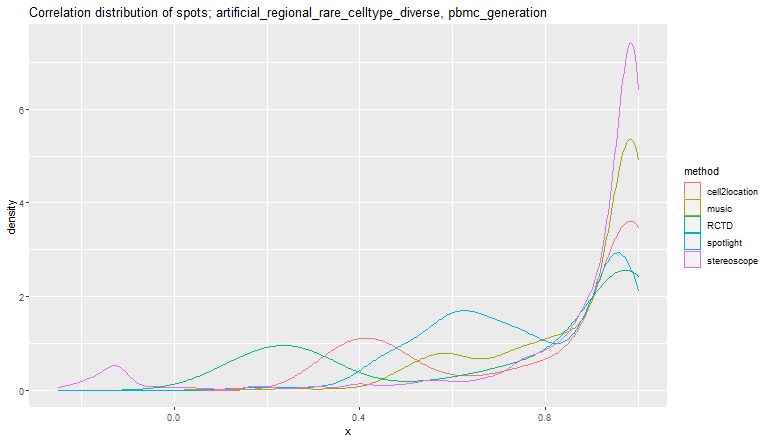 Correlation distribution of spots; artificial_regional_rare_celltype_diverse, pbmc_generation
6
4
2
0
density
0.0
0.4
0.8
x
method
cell2location
music
RCTD
spotlight
stereoscope